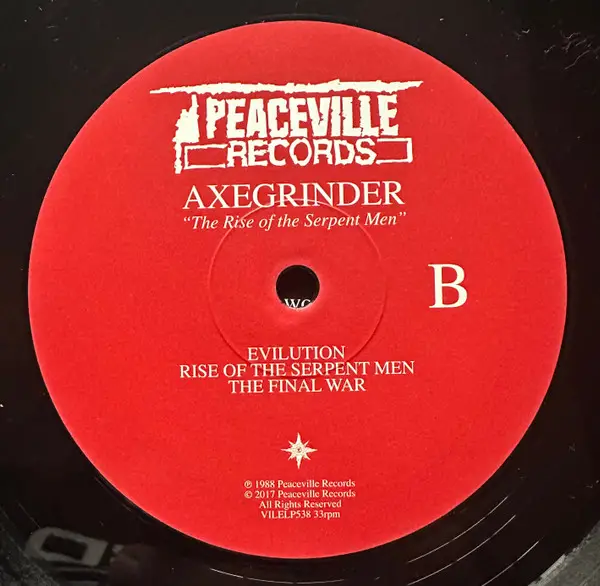 PEACEVILLE
RECORDS
AXEGRINDER
“The Rise of the Serpent Men”
B
EVILUTION
RISE OF THE SERPENT MEN
THE FINAL WAR
℗ 1988 Peaceville Records
© 2017 Peaceville Records
All Rights Reserved
VILELP538 33rpm